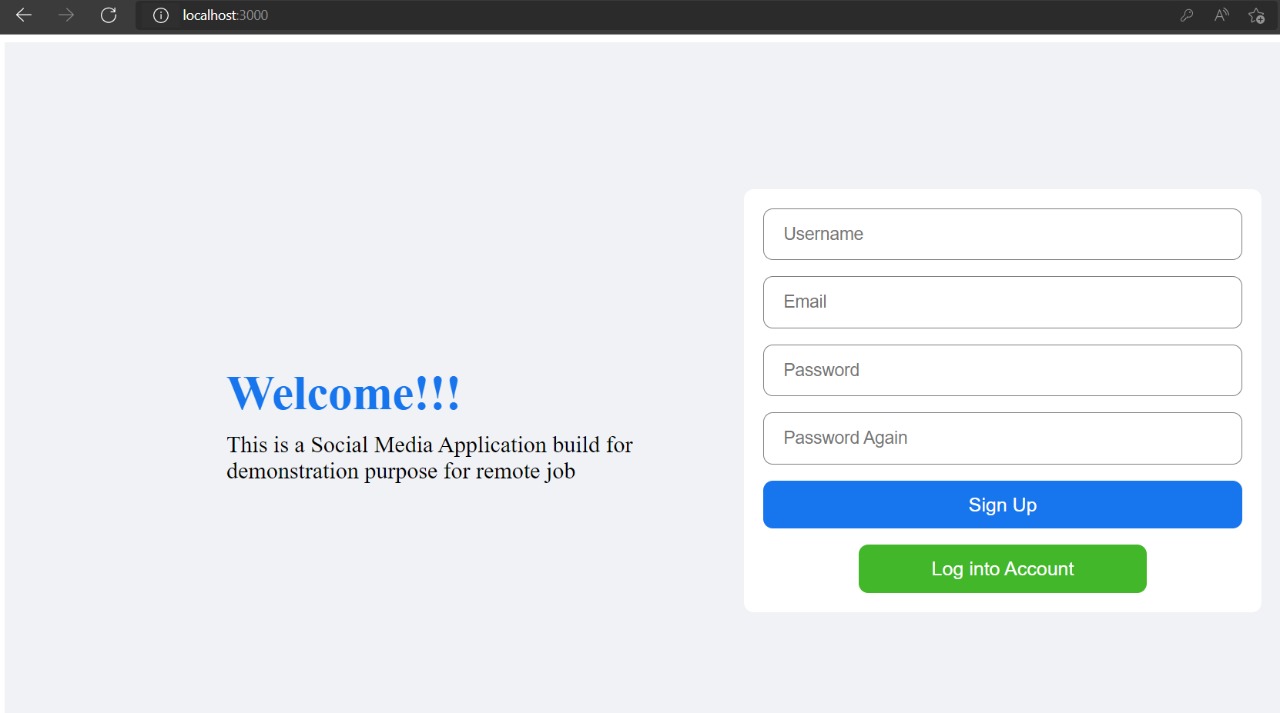 localhost:3000
Welcome!!!
This is a Social Media Application build for
demonstration purpose for remote job
Username
Email
Password
Password Again
Sign Up
Log into Account